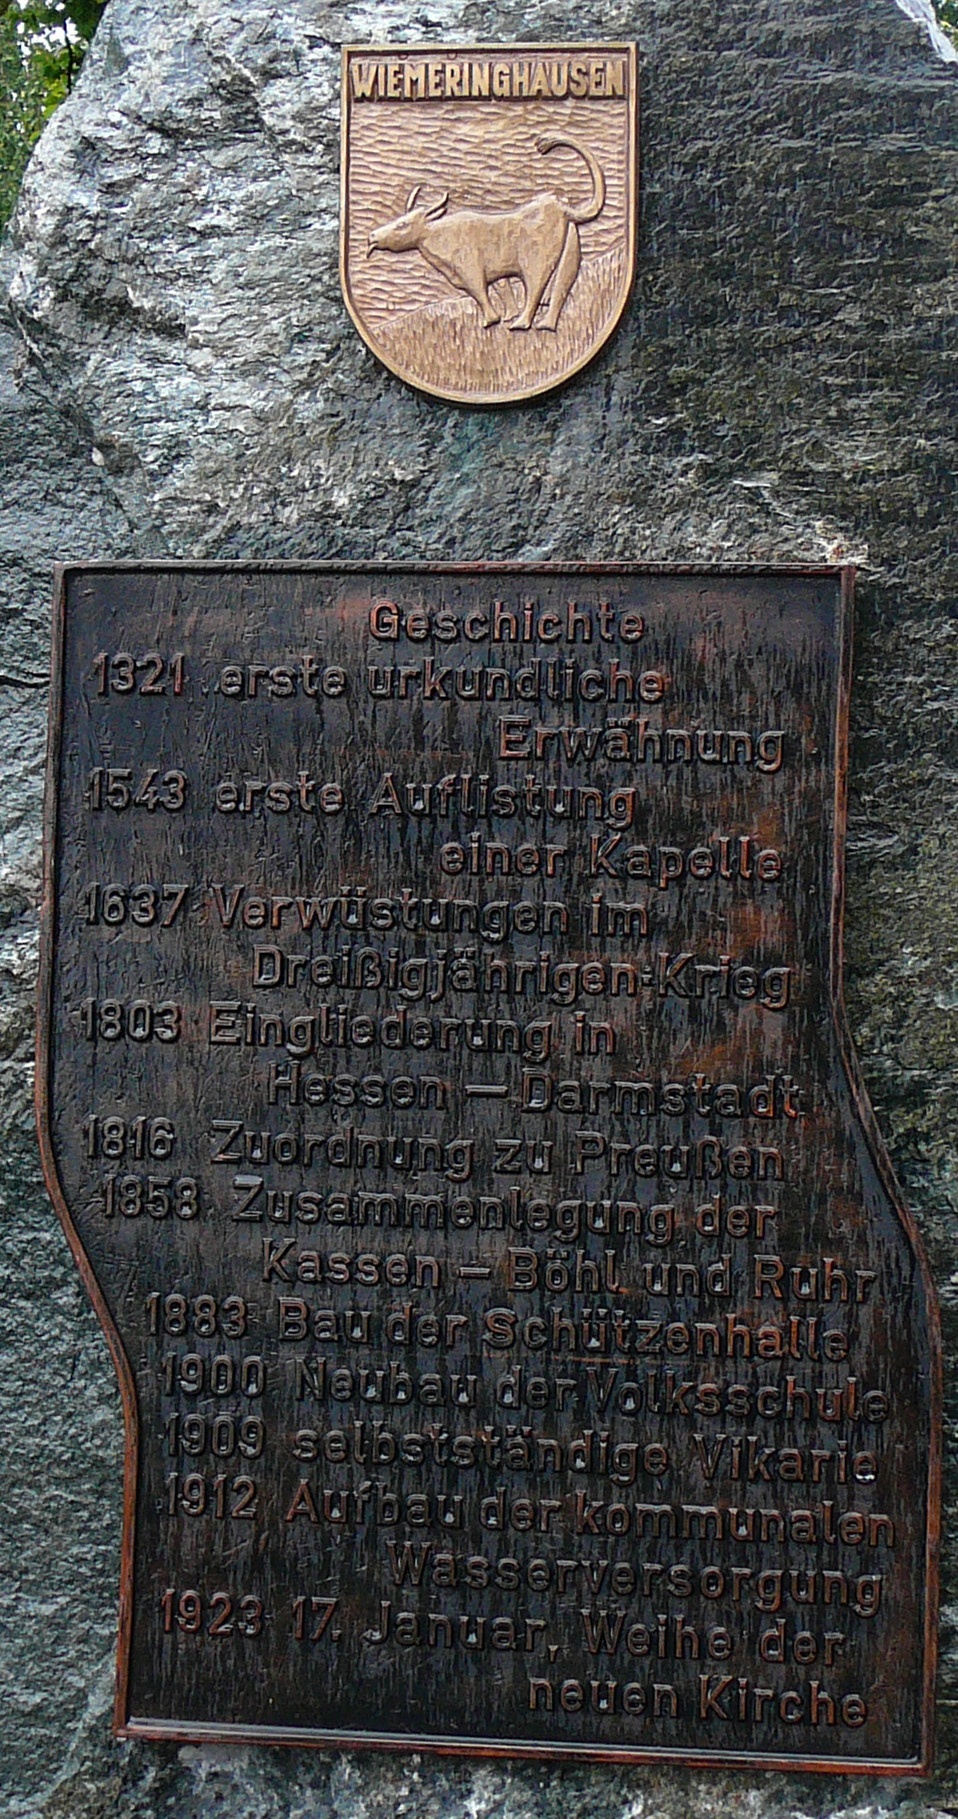 WIEMERINGHAUSEN
Geschichte
1321 erste urkundliche
Erwähnung
1543 erste Auflistung
einer Kapelle
1637 Verwüstungen im
Dreißigjährigen-Krieg
1803 Eingliederung in
Hessen – Darmstadt
1816 Zuordnung zu Preußen
1858 Zusammenlegung der
Kassen – Böhl und Ruhr
1883 Bau der Schützenhalle
1900 Neubau der Volksschule
1909 selbstständige Vikarie
1912 Aufbau der kommunalen
Wasserversorgung
1923 17. Januar, Weihe der
neuen Kirche